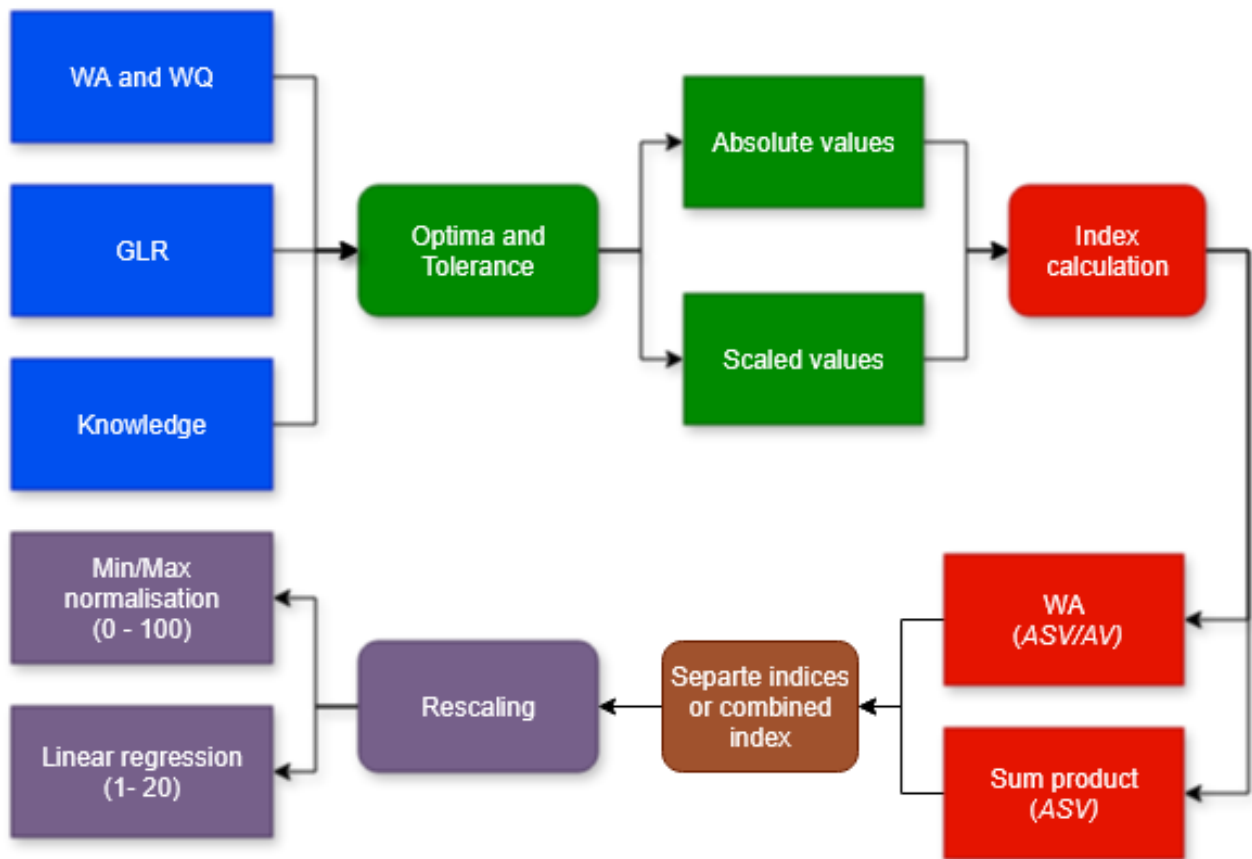 WA and WQ
GLR
Knowledge
Optima and
Tolerance
Absolute values
Scaled values
Index
calculation
WA
(ASV/AV)
Sum product
(ASV)
Separte indices
or combined
index
Rescaling
Min/Max
normalisation
(0 - 100)
Linear regression
(1- 20)